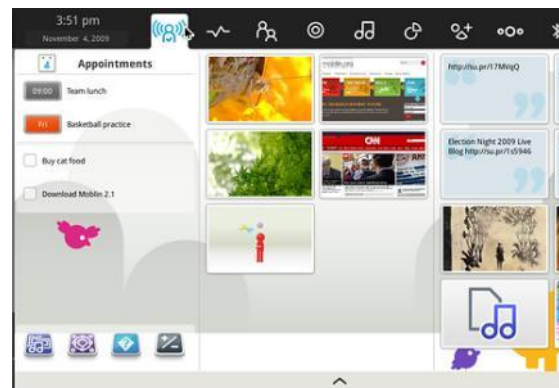 3:51 pm
November 4, 2009
Appointments
09:00 Team lunch
Fri Basketball practice
Buy cat food
Download Moblin 2.1
CNN
http://su.pr/17MVqQ
Election Night 2009 Live
Blog http://su.pr/1s5946